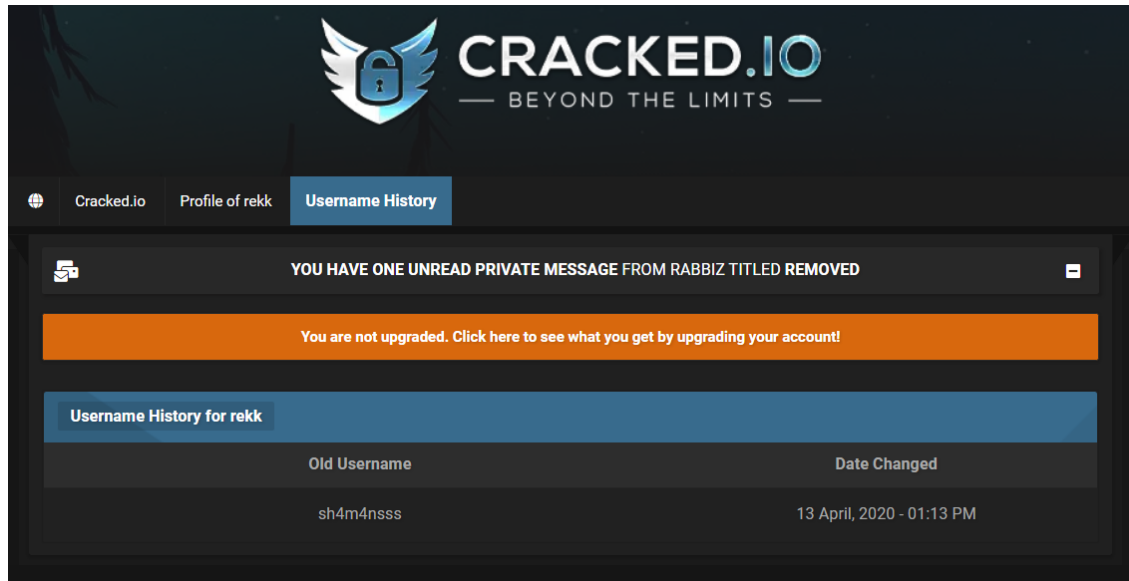 CRACKED.IO
BEYOND THE LIMITS
Cracked.io Profile of rekk Username History
YOU HAVE ONE UNREAD PRIVATE MESSAGE FROM RABBIZ TITLED REMOVED
You are not upgraded. Click here to see what you get by upgrading your account!
Username History for rekk
Old Username Date Changed
sh4m4nsss 13 April, 2020 - 01:13 PM